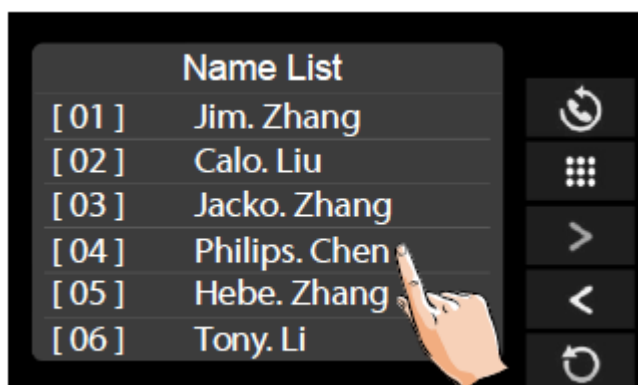 Name List
[ 01 ] Jim. Zhang
[ 02 ] Calo. Liu
[ 03 ] Jacko. Zhang
[ 04 ] Philips. Chen
[ 05 ] Hebe. Zhang
[ 06 ] Tony. Li